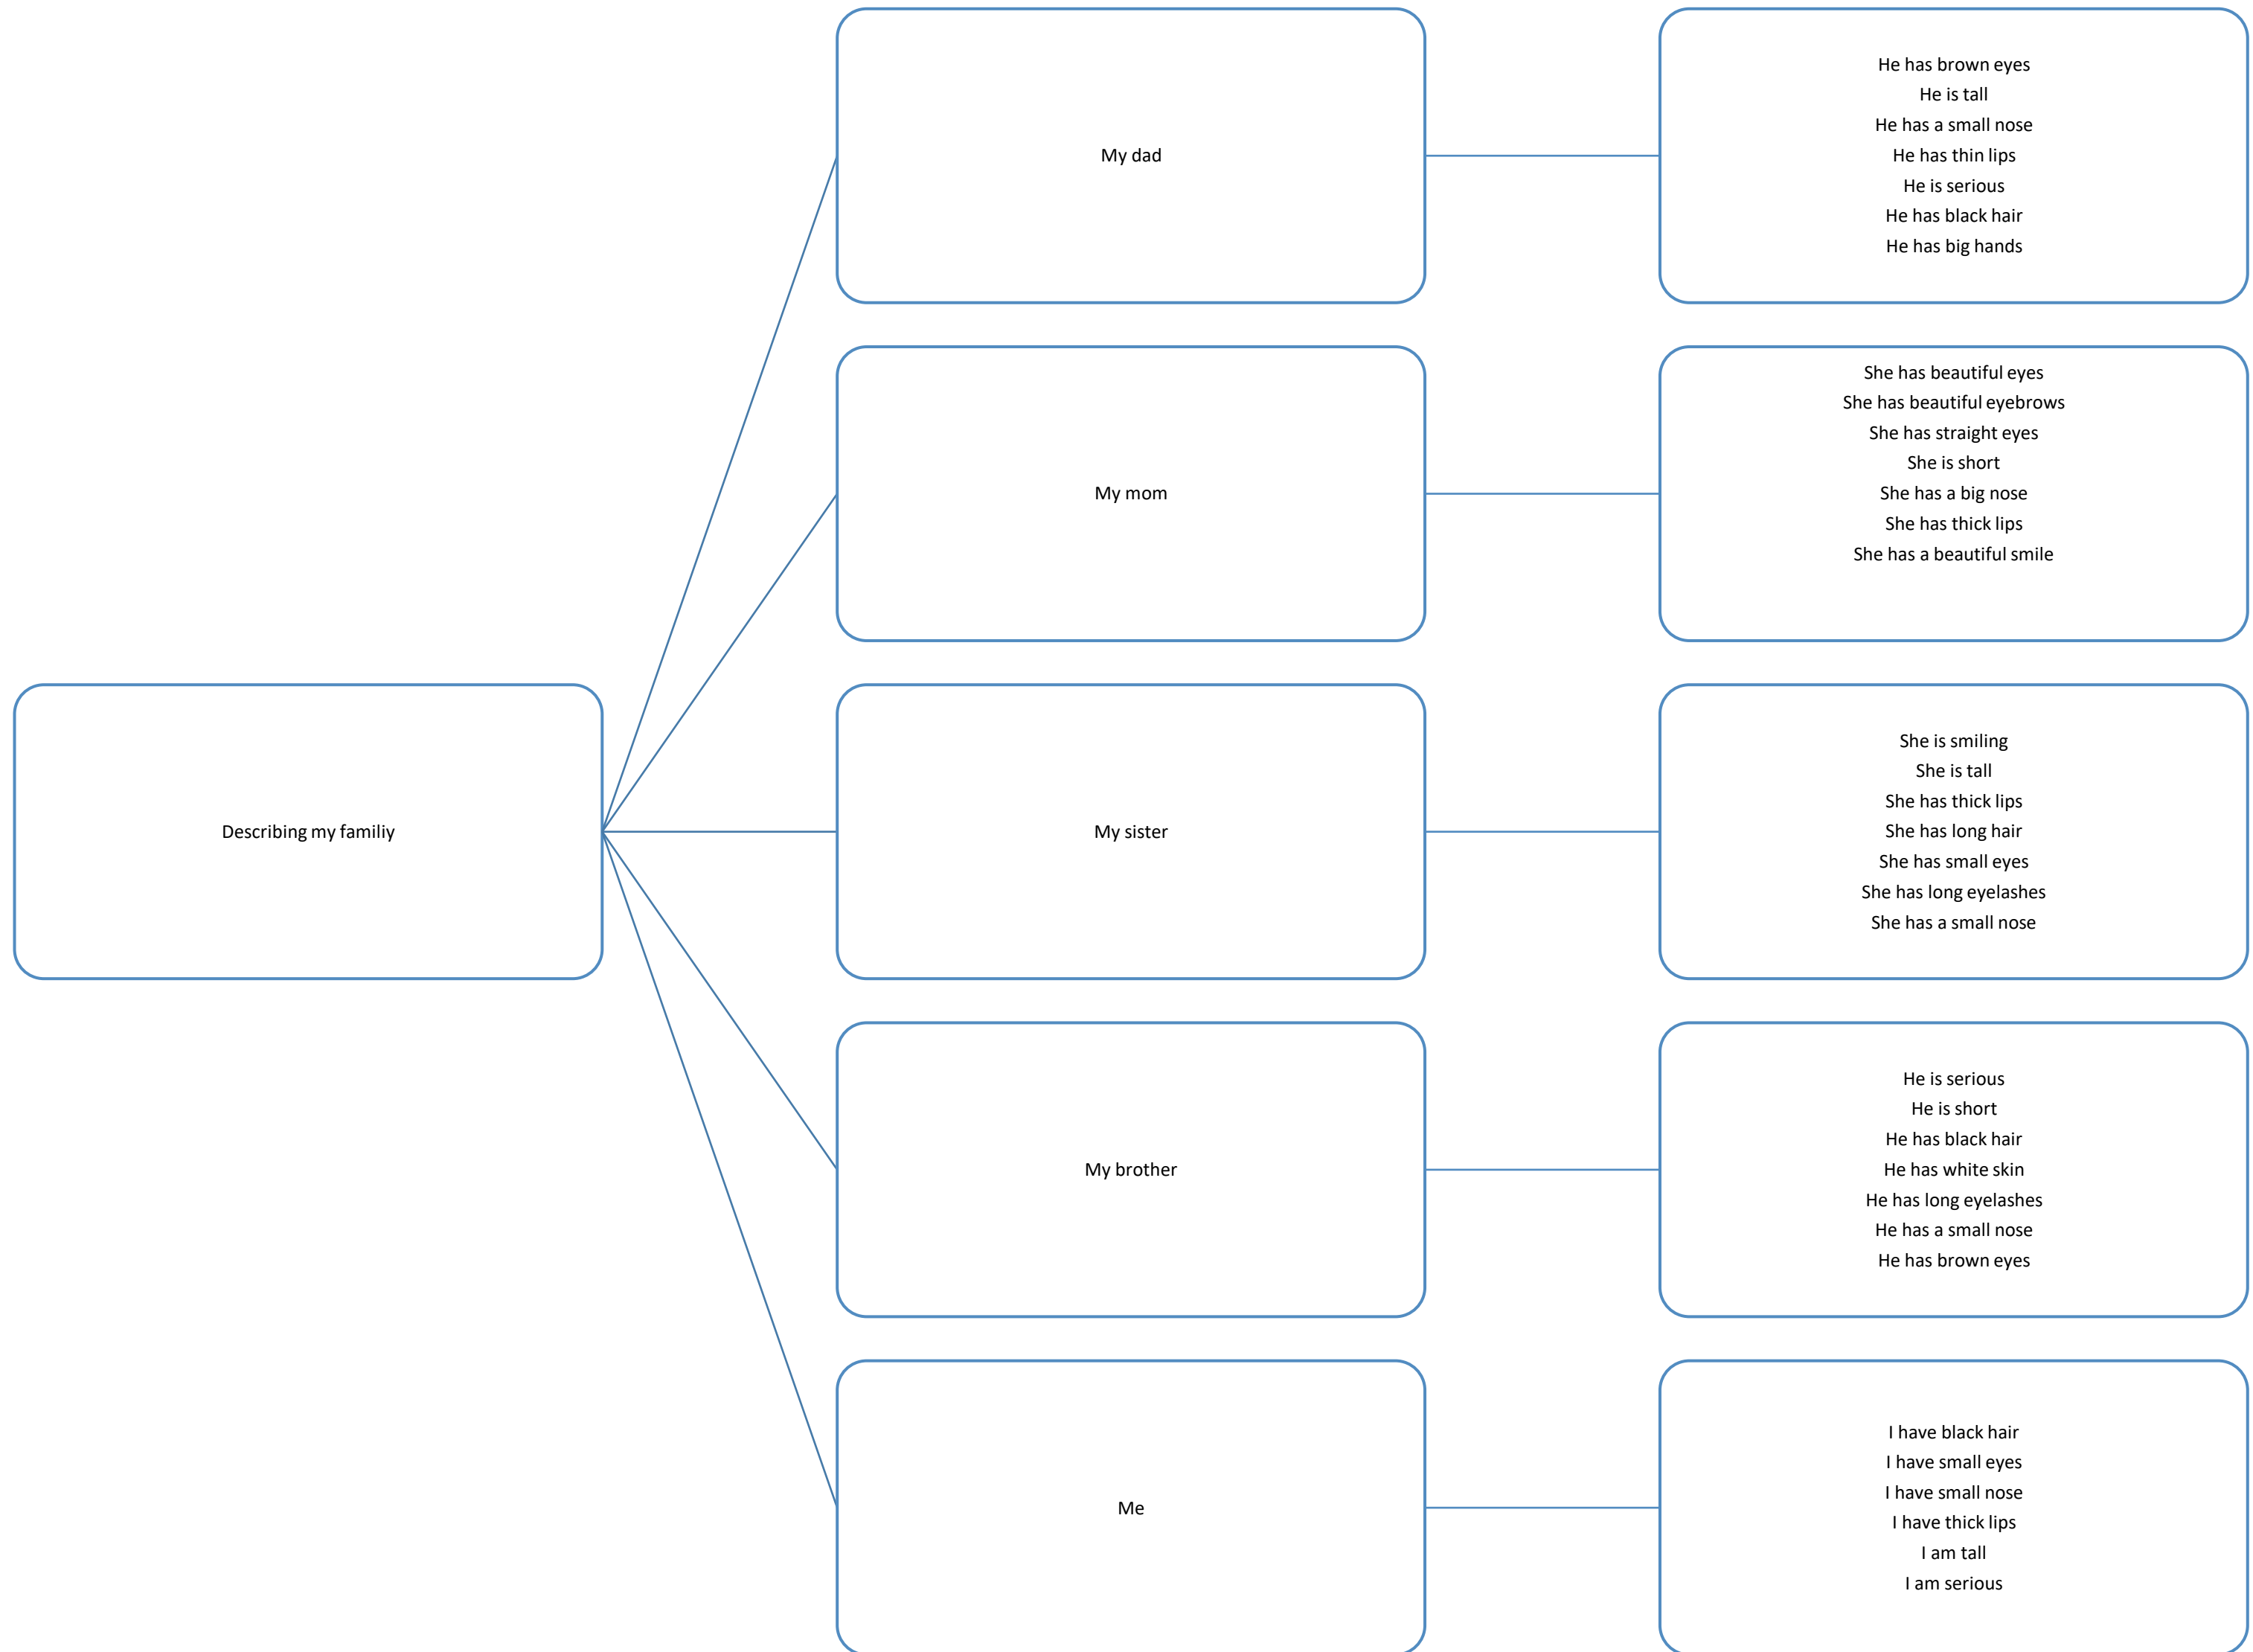 Describing my familiy
My dad
He has brown eyes
He is tall
He has a small nose
He has thin lips
He is serious
He has black hair
He has big hands
My mom
She has beautiful eyes
She has beautiful eyebrows
She has straight eyes
She is short
She has a big nose
She has thick lips
She has a beautiful smile
My sister
She is smiling
She is tall
She has thick lips
She has long hair
She has small eyes
She has long eyelashes
She has a small nose
My brother
He is serious
He is short
He has black hair
He has white skin
He has long eyelashes
He has a small nose
He has brown eyes
Me
I have black hair
I have small eyes
I have small nose
I have thick lips
I am tall
I am serious